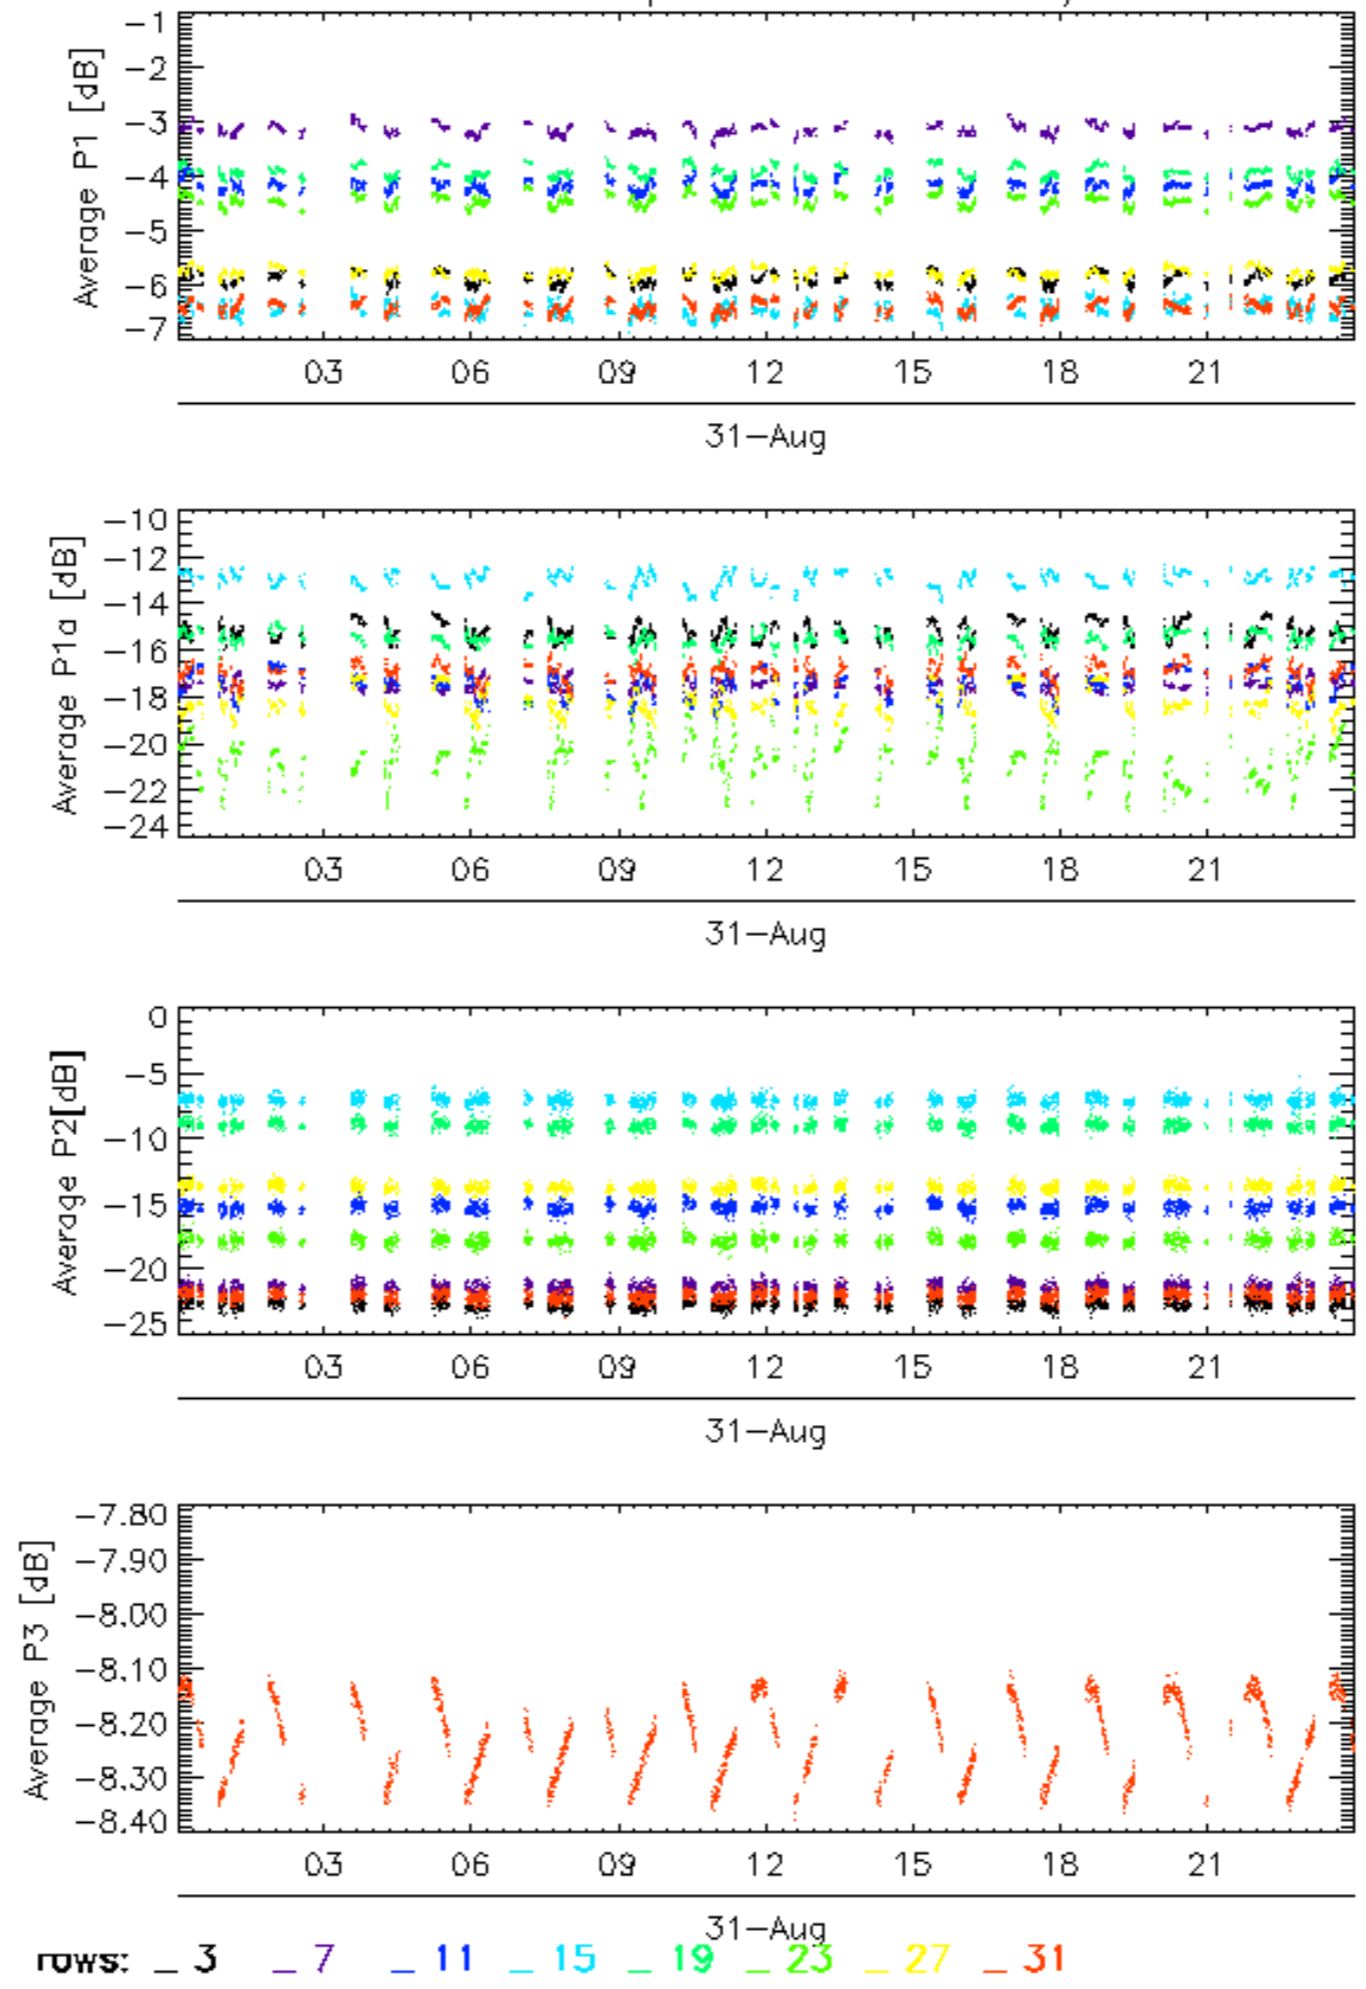 -1
-2
-3
-4
-5
-6
-7
Average P1 [dB]
03 06 09 12 15 18 21
31-Aug
-10
-12
-14
-16
-18
-20
-22
-24
Average P1a [dB]
03 06 09 12 15 18 21
31-Aug
0
-5
-10
-15
-20
-25
Average P2[dB]
03 06 09 12 15 18 21
31-Aug
-7.80
-7.90
-8.00
-8.10
-8.20
-8.30
-8.40
Average P3 [dB]
03 06 09 12 15 18 21
31-Aug
rows: _ 3 _ 7 _ 11 _ 15 _ 19 _ 23 _ 27 _ 31